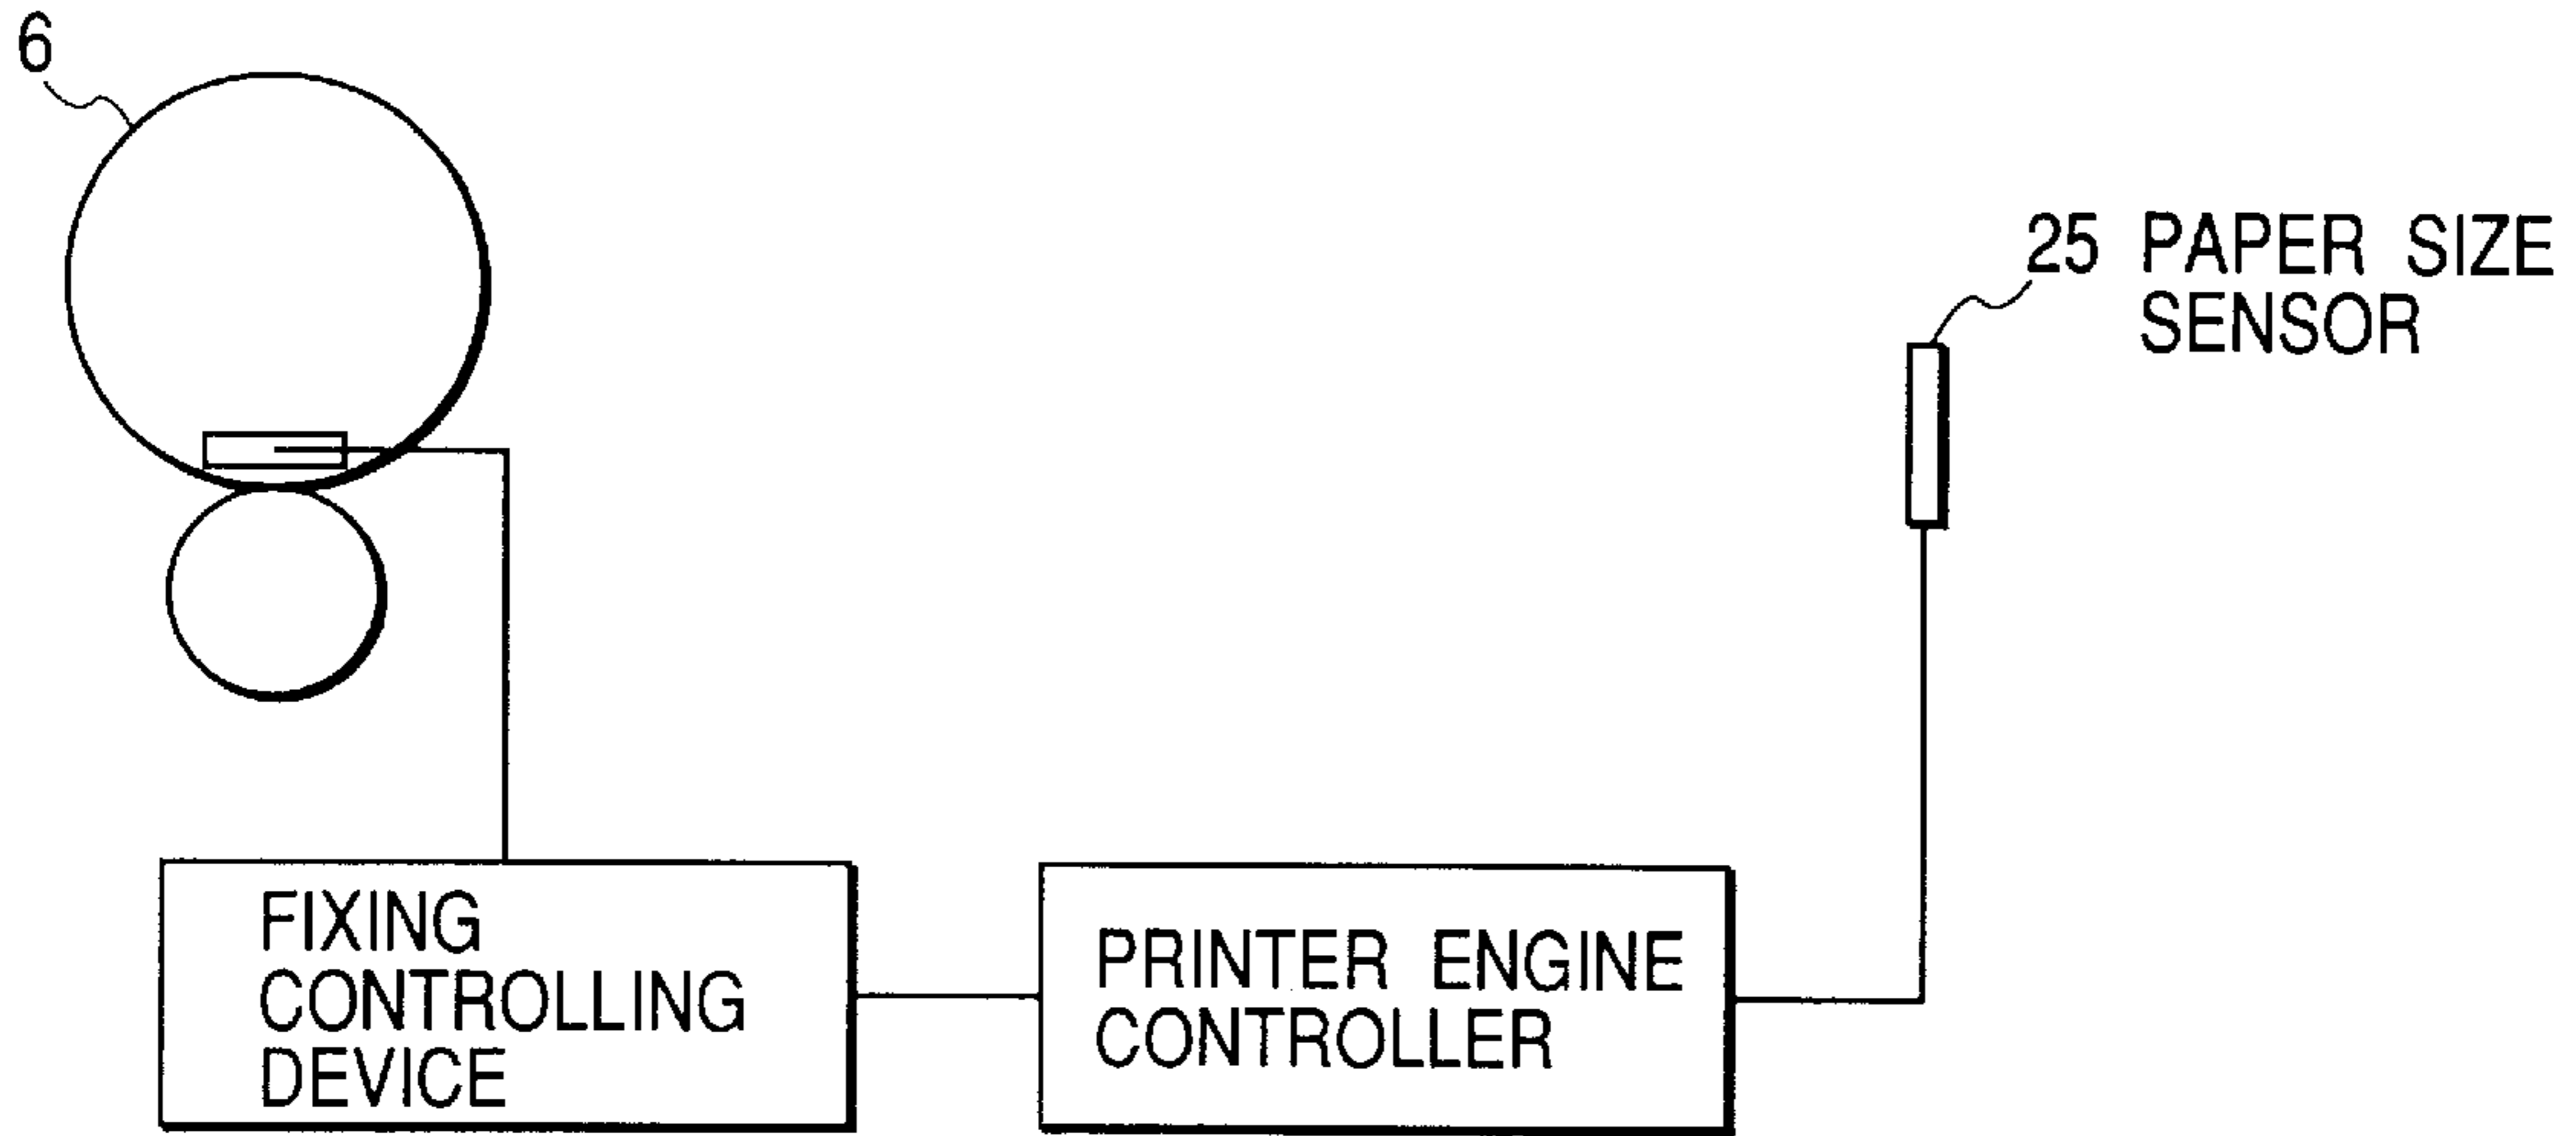 6
25 PAPER SIZE
SENSOR
FIXING
CONTROLLING
DEVICE
PRINTER ENGINE
CONTROLLER